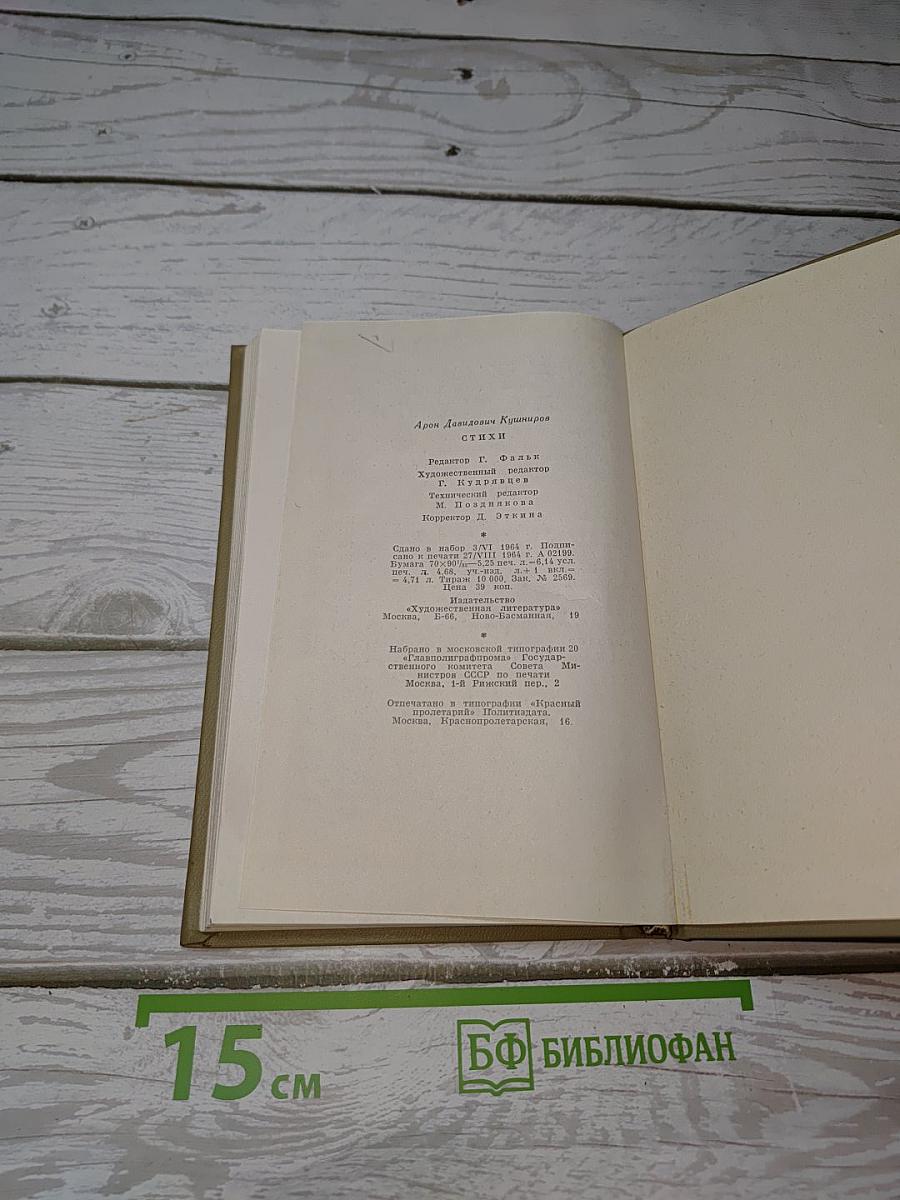 Арон Давидович Кушниров
СТИХИ
Редактор Г. Фальк
Художественный редактор
Г. Кудрявцев
Технический редактор
М. Позднякова
Корректор Д. Эткина
*
Сдано в набор 3/VI 1964 г. Подпи-
сано к печати 27/VIII 1964 г. А 02199.
Бумага 70×90¹/₃₂—5,25 печ. л.=6,14 усл.
печ. л. 4,68, уч.-изд. л.+1 вкл.=
= 4,71 л. Тираж 10 000. Зак. № 2569.
Цена 39 коп.
Издательство
«Художественная литература»
Москва, Б-66, Ново-Басманная, 19
*
Набрано в московской типографии 20
«Главполиграфпрома» Государ-
ственного комитета Совета Ми-
нистров СССР по печати
Москва, 1-й Рижский пер., 2
Отпечатано в типографии «Красный
пролетарий» Политиздата.
Москва, Краснопролетарская, 16.
15 см
БФ БИБЛИОФАН